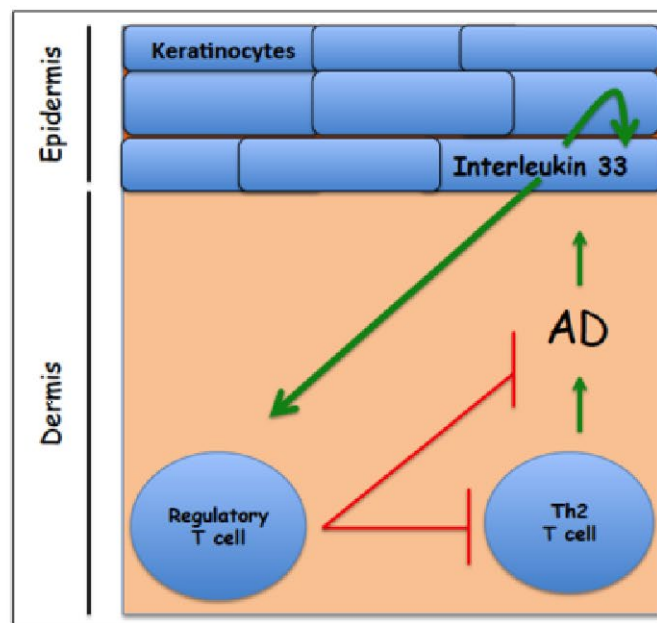 Epidermis
Keratinocytes
Interleukin 33
Dermis
AD
Regulatory
T cell
Th2
T cell